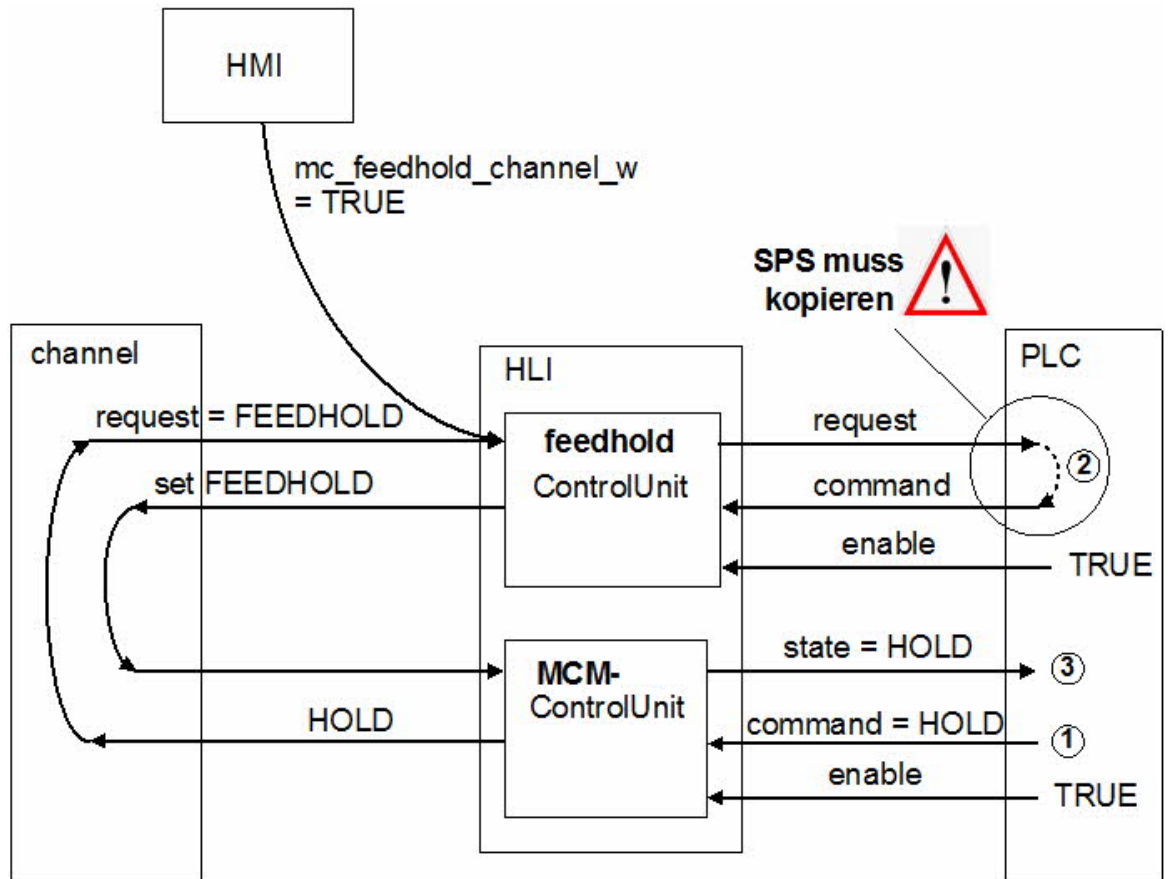 HMI
mc_feedhold_channel_w
= TRUE
SPS muss
kopieren
!
channel
HLI
PLC
request = FEEDHOLD
feedhold
ControlUnit
request
set FEEDHOLD
command
2
enable
TRUE
MCM-
ControlUnit
state = HOLD
3
HOLD
command = HOLD
1
enable
TRUE